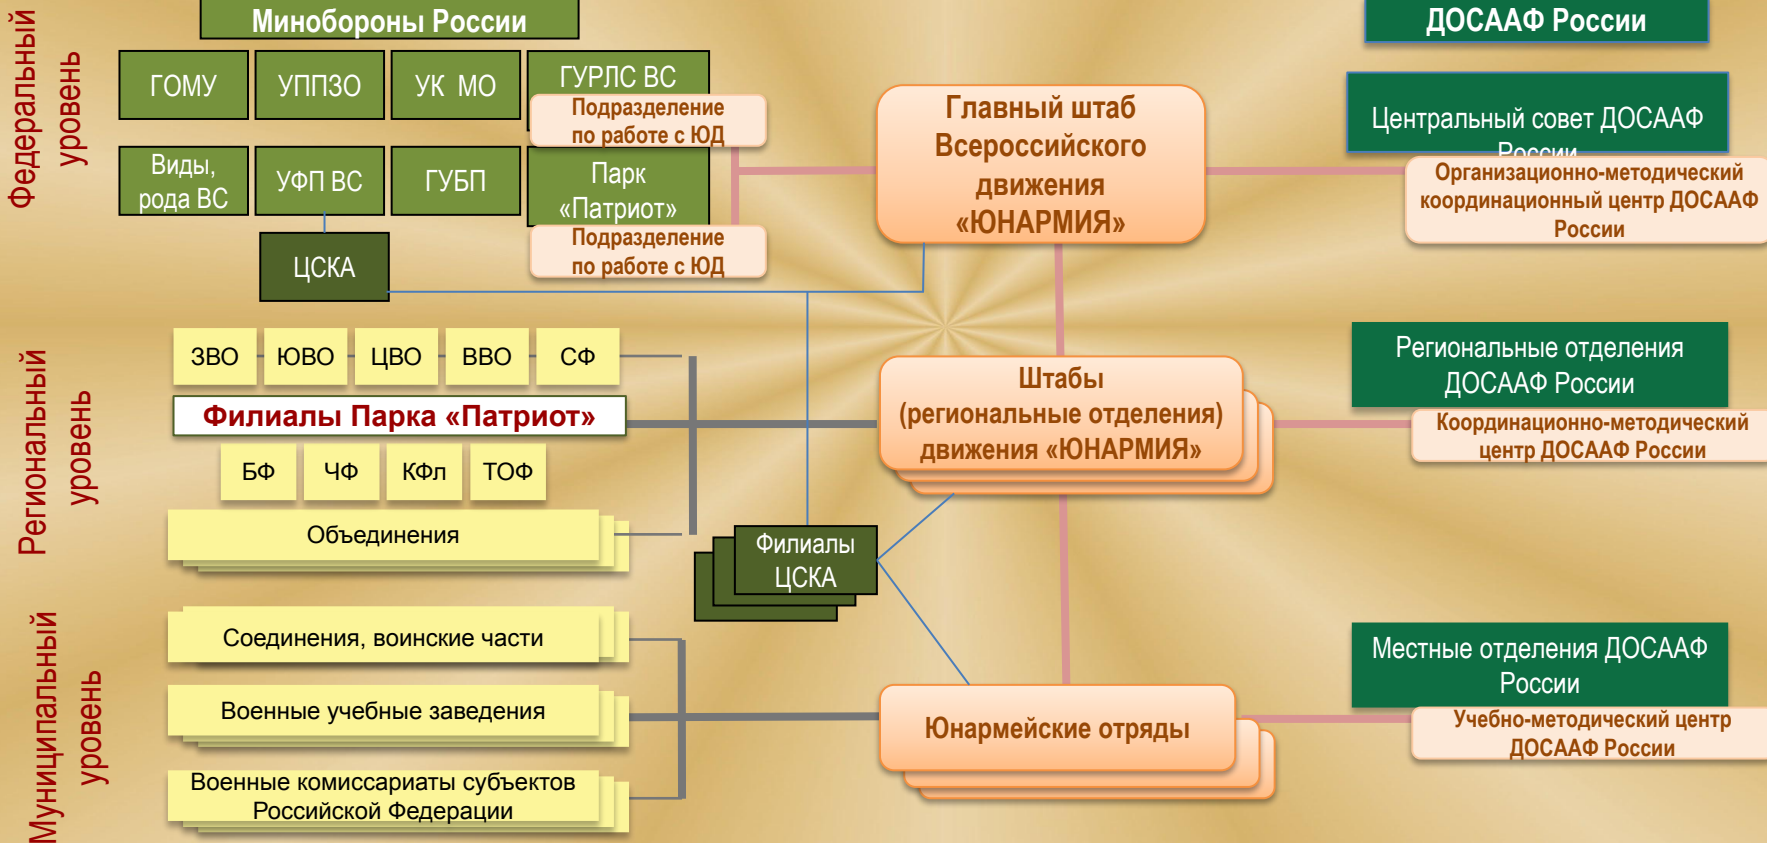 Федеральный
уровень
Минобороны России
ДОСААФ России
ГОМУ
УППЗО
УК МО
ГУРЛС ВС
Подразделение
по работе с ЮД
Виды,
рода ВС
УФП ВС
ГУБП
Парк
«Патриот»
Подразделение
по работе с ЮД
ЦСКА
Главный штаб
Всероссийского
движения
«ЮНАРМИЯ»
Центральный совет ДОСААФ
России
Организационно-методический
координационный центр ДОСААФ
России
Региональный
уровень
ЗВО
ЮВО
ЦВО
ВВО
СФ
Филиалы Парка «Патриот»
БФ
ЧФ
КФл
ТОФ
Объединения
Филиалы
ЦСКА
Штабы
(региональные отделения)
движения «ЮНАРМИЯ»
Региональные отделения
ДОСААФ России
Координационно-методический
центр ДОСААФ России
Муниципальный
уровень
Соединения, воинские части
Военные учебные заведения
Военные комиссариаты субъектов
Российской Федерации
Юнармейские отряды
Местные отделения ДОСААФ
России
Учебно-методический центр
ДОСААФ России